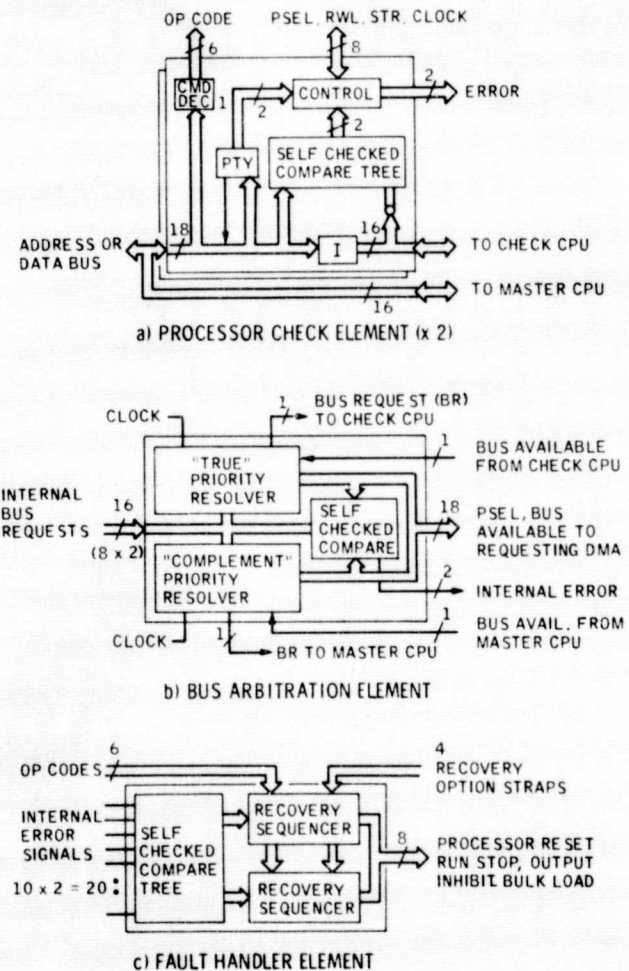 OP CODE
PSEL, RWL, STR, CLOCK
6
8
CMD
DEC
1
2
CONTROL
2
ERROR
2
PTY
SELF CHECKED
COMPARE TREE
18
16
ADDRESS OR
DATA BUS
I
TO CHECK CPU
TO MASTER CPU
16
a) PROCESSOR CHECK ELEMENT (x 2)
1
BUS REQUEST (BR)
TO CHECK CPU
CLOCK
"TRUE"
PRIORITY
RESOLVER
1
BUS AVAILABLE
FROM CHECK CPU
INTERNAL
BUS
REQUESTS
16
(8 x 2)
SELF
CHECKED
COMPARE
18
PSEL, BUS
AVAILABLE TO
REQUESTING DMA
"COMPLEMENT"
PRIORITY
RESOLVER
2
INTERNAL ERROR
1
BUS AVAIL. FROM
MASTER CPU
CLOCK
1
BR TO MASTER CPU
b) BUS ARBITRATION ELEMENT
6
OP CODES
4
RECOVERY
OPTION STRAPS
INTERNAL
ERROR
SIGNALS
10 x 2 = 20
SELF
CHECKED
COMPARE
TREE
RECOVERY
SEQUENCER
RECOVERY
SEQUENCER
8
PROCESSOR RESET
RUN STOP, OUTPUT
INHIBIT, BULK LOAD
c) FAULT HANDLER ELEMENT